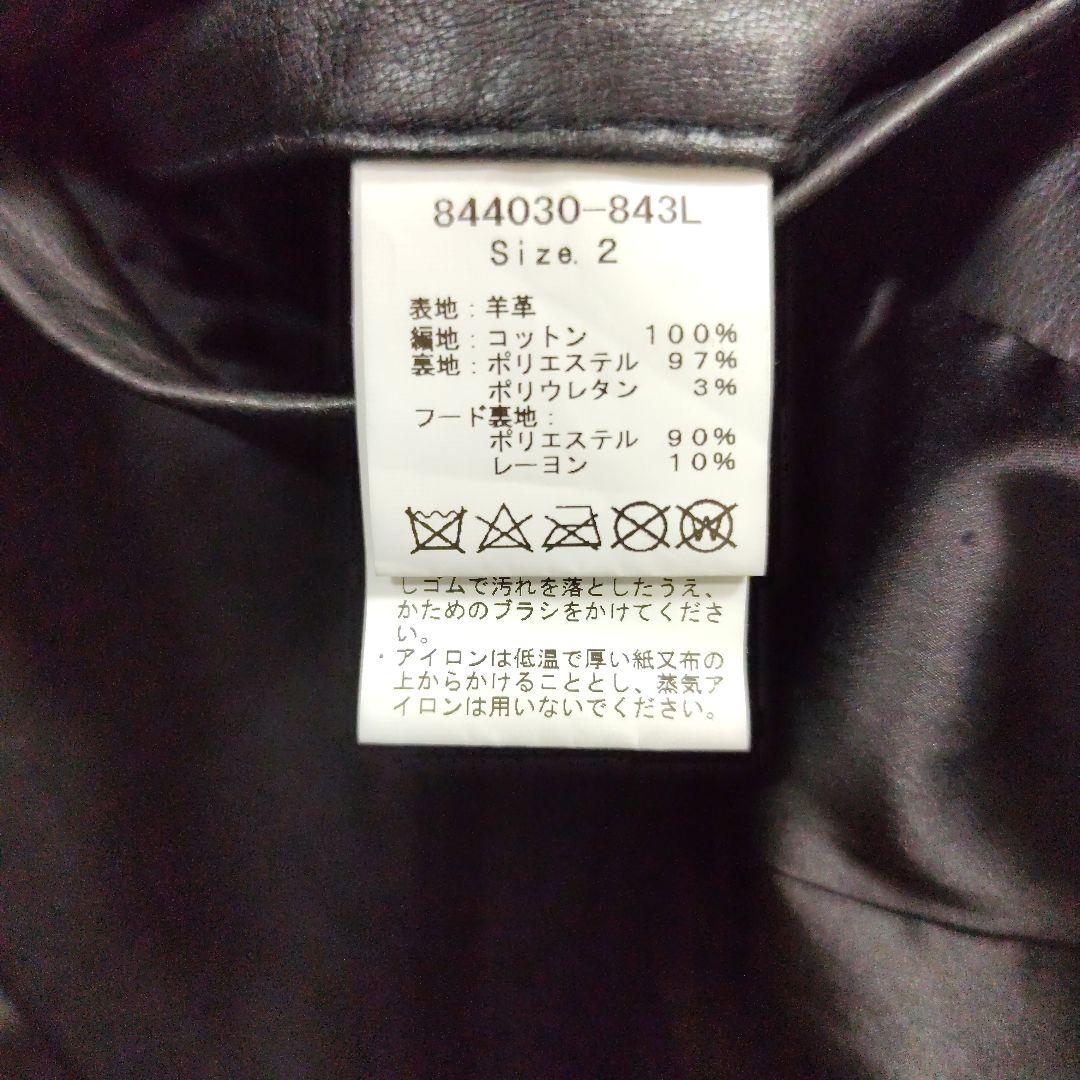 844030-843L
Size. 2
表地:羊革
編地:コットン 100%
裏地:ポリエステル 97%
ポリウレタン 3%
フード裏地:
ポリエステル 90%
レーヨン 10%
W
しゴムで汚れを落としたうえ、
かためのブラシをかけてくださ
い。
・アイロンは低温で厚い紙又布の
上からかけることとし、蒸気ア
イロンは用いないでください。